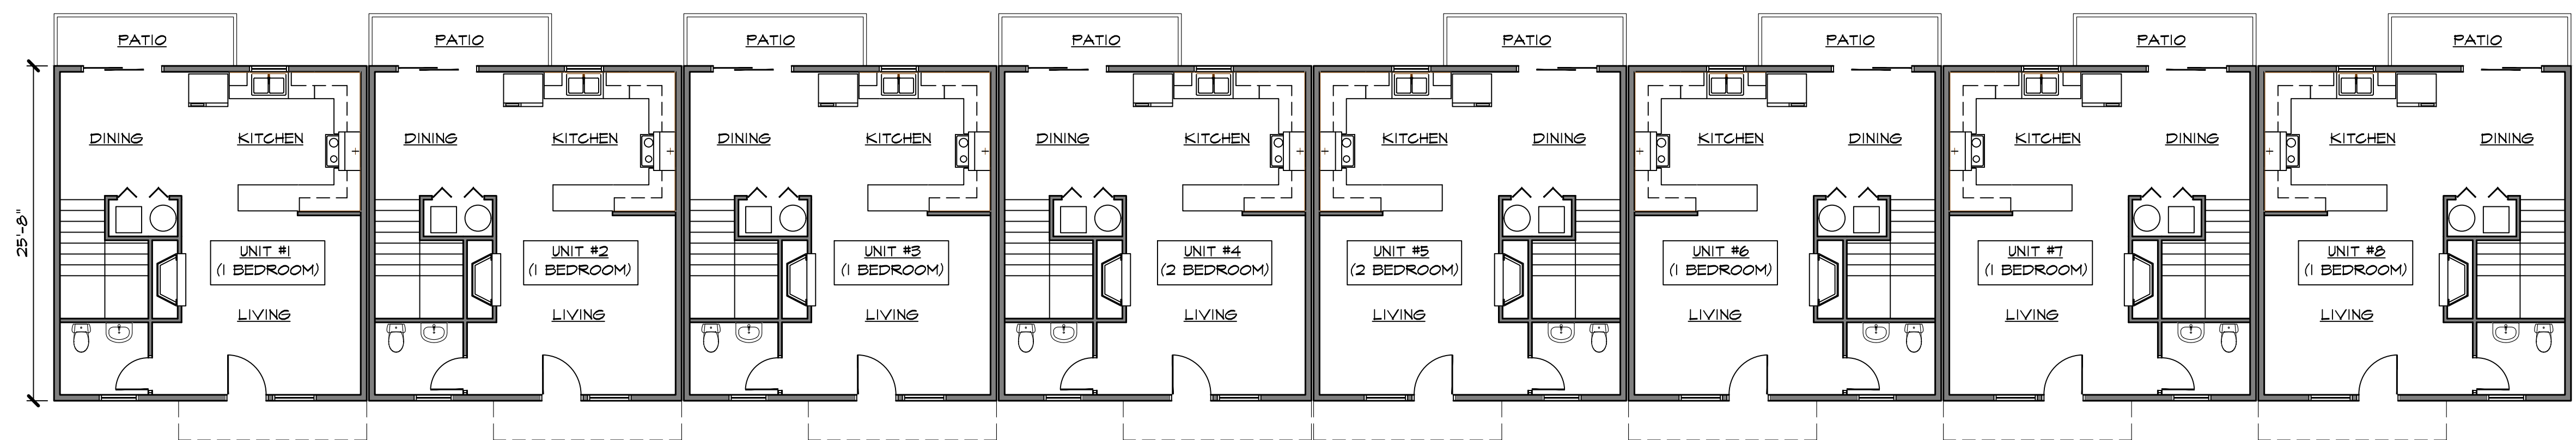 PATIO PATIO PATIO PATIO PATIO PATIO PATIO PATIO
DINING KITCHEN DINING KITCHEN DINING KITCHEN DINING KITCHEN KITCHEN DINING KITCHEN DINING KITCHEN DINING KITCHEN DINING
25'-8"
UNIT #1
(1 BEDROOM)
UNIT #2
(1 BEDROOM)
UNIT #3
(1 BEDROOM)
UNIT #4
(2 BEDROOM)
UNIT #5
(2 BEDROOM)
UNIT #6
(1 BEDROOM)
UNIT #7
(1 BEDROOM)
UNIT #8
(1 BEDROOM)
LIVING LIVING LIVING LIVING LIVING LIVING LIVING LIVING